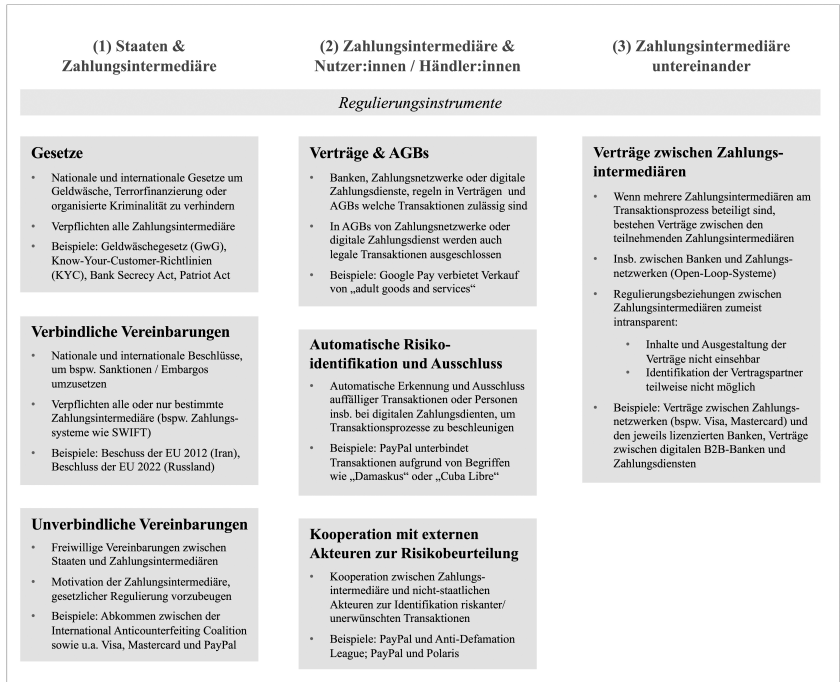 (1) Staaten &
Zahlungsintermediäre
(2) Zahlungsintermediäre &
Nutzer:innen / Händler:innen
(3) Zahlungsintermediäre
untereinander
Regulierungsinstrumente
Gesetze
• Nationale und internationale Gesetze um
Geldwäsche, Terrorfinanzierung oder
organisierte Kriminalität zu verhindern
• Verpflichten alle Zahlungsintermediäre
• Beispiele: Geldwäschegesetz (GwG),
Know-Your-Customer-Richtlinien
(KYC), Bank Secrecy Act, Patriot Act
Verbindliche Vereinbarungen
• Nationale und internationale Beschlüsse,
um bspw. Sanktionen / Embargos
umzusetzen
• Verpflichten alle oder nur bestimmte
Zahlungsintermediäre (bspw. Zahlungs-
systeme wie SWIFT)
• Beispiele: Beschuss der EU 2012 (Iran),
Beschluss der EU 2022 (Russland)
Unverbindliche Vereinbarungen
• Freiwillige Vereinbarungen zwischen
Staaten und Zahlungsintermediären
• Motivation der Zahlungsintermediäre,
gesetzlicher Regulierung vorzubeugen
• Beispiele: Abkommen zwischen der
International Anticounterfeiting Coalition
sowie u.a. Visa, Mastercard und PayPal
Verträge & AGBs
• Banken, Zahlungsnetzwerke oder digitale
Zahlungsdienste, regeln in Verträgen und
AGBs welche Transaktionen zulässig sind
• In AGBs von Zahlungsnetzwerke oder
digitale Zahlungsdienst werden auch
legale Transaktionen ausgeschlossen
• Beispiele: Google Pay verbietet Verkauf
von „adult goods and services“
Automatische Risiko-
identifikation und Ausschluss
• Automatische Erkennung und Ausschluss
auffälliger Transaktionen oder Personen
insb. bei digitalen Zahlungsdienten, um
Transaktionsprozesse zu beschleunigen
• Beispiele: PayPal unterbindet
Transaktionen aufgrund von Begriffen
wie „Damaskus“ oder „Cuba Libre“
Kooperation mit externen
Akteuren zur Risikobeurteilung
• Kooperation zwischen Zahlungs-
intermediäre und nicht-staatlichen
Akteuren zur Identifikation riskanter/
unerwünschten Transaktionen
• Beispiele: PayPal und Anti-Defamation
League; PayPal und Polaris
Verträge zwischen Zahlungs-
intermediären
• Wenn mehrere Zahlungsintermediären am
Transaktionsprozess beteiligt sind,
bestehen Verträge zwischen den
teilnehmenden Zahlungsintermediären
• Insb. zwischen Banken und Zahlungs-
netzwerken (Open-Loop-Systeme)
• Regulierungsbeziehungen zwischen
Zahlungsintermediären zumeist
intransparent:
• Inhalte und Ausgestaltung der
Verträge nicht einsehbar
• Identifikation der Vertragspartner
teilweise nicht möglich
• Beispiele: Verträge zwischen Zahlungs-
netzwerken (bspw. Visa, Mastercard) und
den jeweils lizenzierten Banken, Verträge
zwischen digitalen B2B-Banken und
Zahlungsdiensten